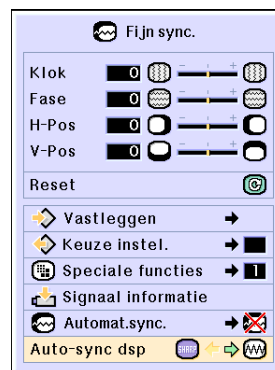 Fijn sync.
Klok 0 - +
Fase 0 - +
H-Pos 0 - +
V-Pos 0 - +
Reset
Vastleggen
Keuze instel.
Speciale functies 1
Signaal informatie
Automat.sync.
Auto-sync dsp SHARP